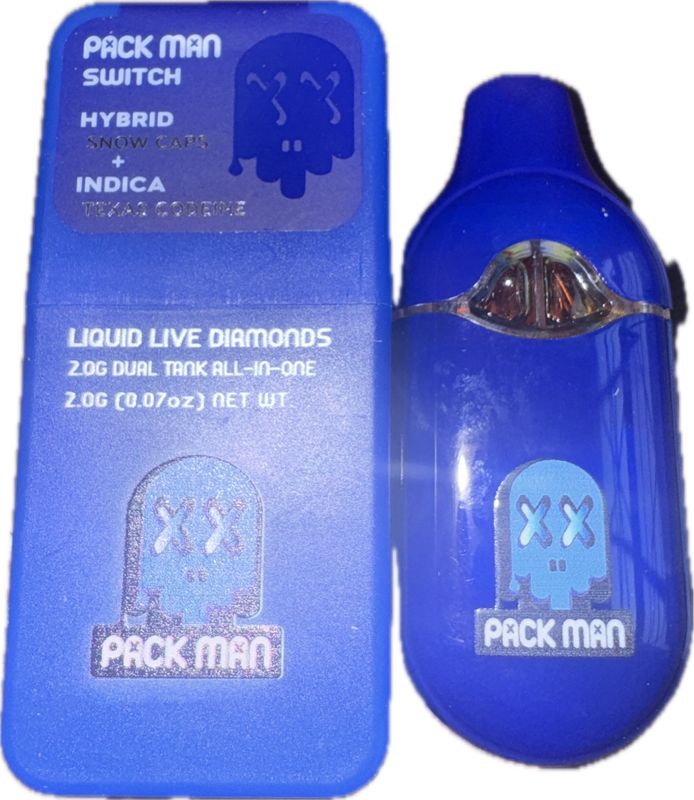 PACK MAN
SWITCH
HYBRID
SNOW CAPS
+
INDICA
TEXAS CODEINE
LIQUID LIVE DIAMONDS
2.0G DUAL TANK ALL-IN-ONE
2.0G (0.07oz) NET WT.
PACK MAN
PACK MAN